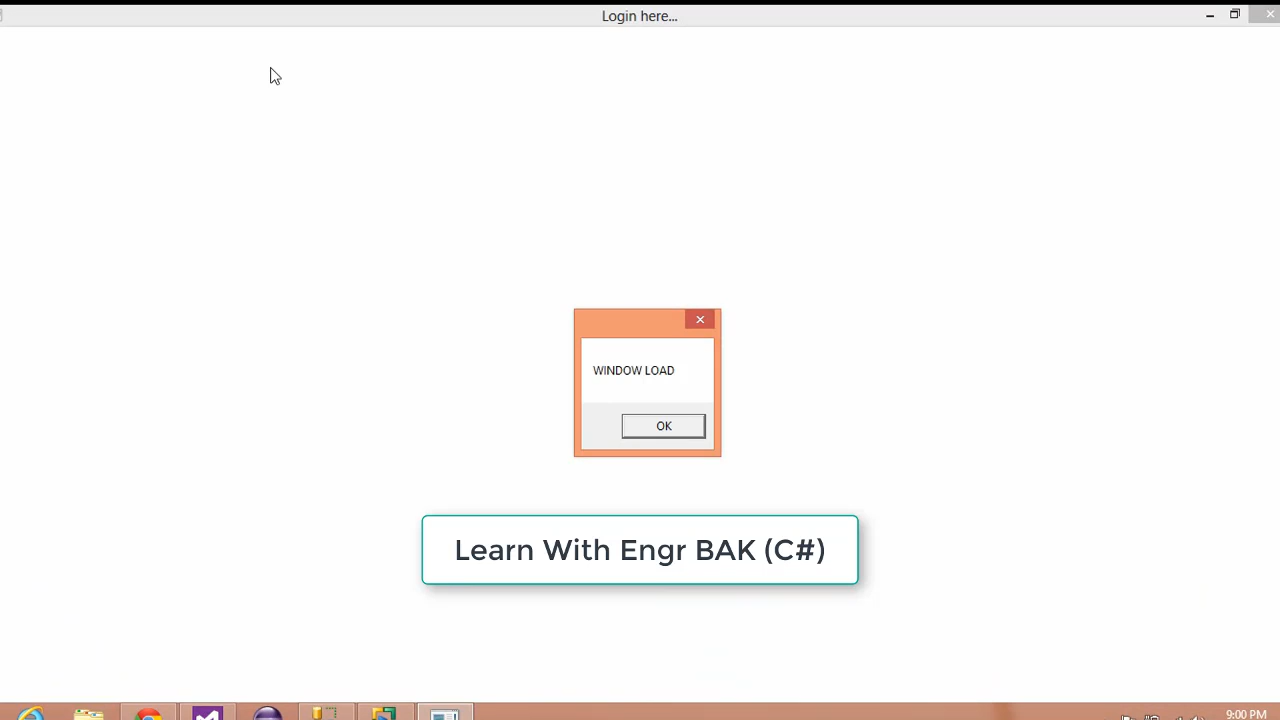 Login here...
WINDOW LOAD
OK
Learn With Engr BAK (C#)
9:00 PM